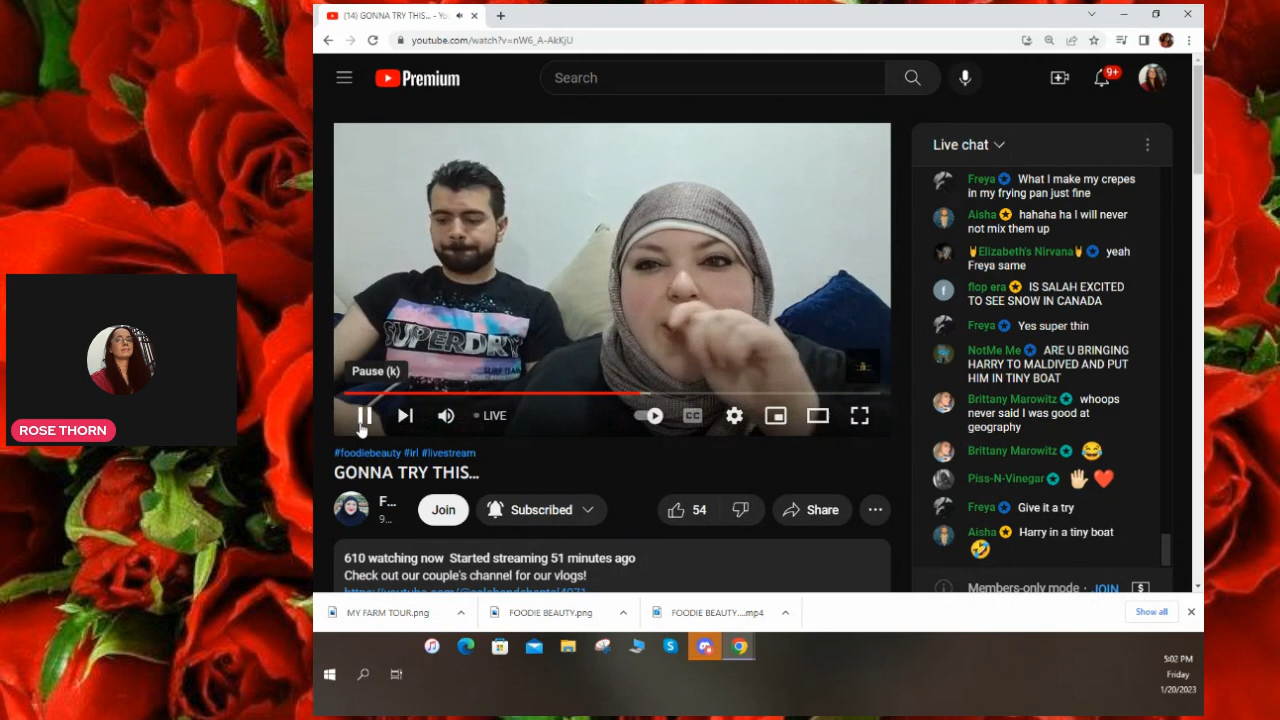 (14) GONNA TRY THIS... - Yo
youtube.com/watch?v=nW6_A-AkKjU
Premium
Search
9+
Live chat
Freya What I make my crepes
in my frying pan just fine
Aisha hahaha ha I will never
not mix them up
Elizabeth's Nirvana yeah
Freya same
flop era IS SALAH EXCITED
TO SEE SNOW IN CANADA
Freya Yes super thin
NotMe Me ARE U BRINGING
HARRY TO MALDIVED AND PUT
HIM IN TINY BOAT
Brittany Marowitz whoops
never said I was good at
geography
Brittany Marowitz 😂
Piss-N-Vinegar 🖐🏼❤️
Freya Give it a try
Aisha Harry in a tiny boat
🤣
Members-only mode · JOIN
SUPERDRY
SURF TEAM
Pause (k)
LIVE
CC
#foodiebeauty #irl #livestream
GONNA TRY THIS...
F...
9...
Join
Subscribed
54
Share
610 watching now Started streaming 51 minutes ago
Check out our couple's channel for our vlogs!
ROSE THORN
MY FARM TOUR.png
FOODIE BEAUTY.png
FOODIE BEAUTY....mp4
Show all
5:02 PM
Friday
1/20/2023